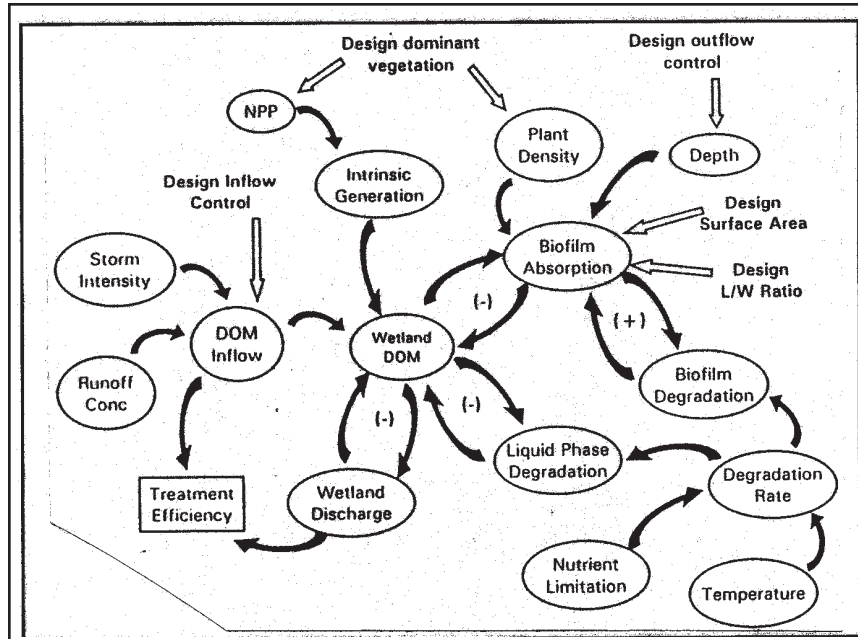 Design dominant
vegetation
Design outflow
control
NPP
Plant
Density
Depth
Intrinsic
Generation
Design Inflow
Control
Design
Surface Area
Storm
Intensity
Biofilm
Absorption
Design
L/W Ratio
(-)
(+)
DOM
Inflow
Wetland
DOM
Runoff
Conc
Biofilm
Degradation
(-)
(-)
Liquid Phase
Degradation
Degradation
Rate
Treatment
Efficiency
Wetland
Discharge
Nutrient
Limitation
Temperature